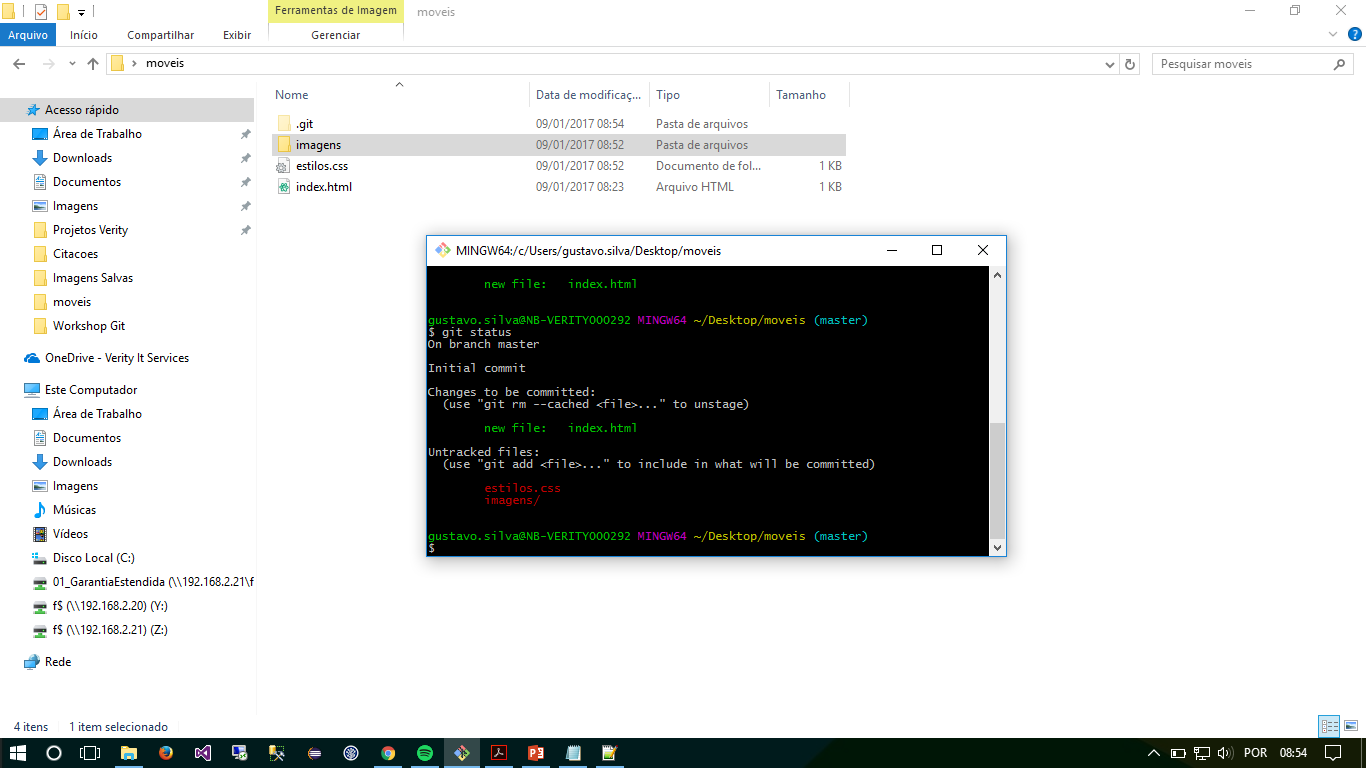 Ferramentas de Imagem
moveis
Arquivo
Início
Compartilhar
Exibir
Gerenciar
moveis
Pesquisar moveis
Nome
Data de modificaç...
Tipo
Tamanho
.git
09/01/2017 08:54
Pasta de arquivos
imagens
09/01/2017 08:52
Pasta de arquivos
estilos.css
09/01/2017 08:52
Documento de fol...
1 KB
index.html
09/01/2017 08:23
Arquivo HTML
1 KB
Acesso rápido
Área de Trabalho
Downloads
Documentos
Imagens
Projetos Verity
Citacoes
Imagens Salvas
moveis
Workshop Git
OneDrive - Verity It Services
Este Computador
Área de Trabalho
Documentos
Downloads
Imagens
Músicas
Vídeos
Disco Local (C:)
01_GarantiaEstendida (\\192.168.2.21\f
f$ (\\192.168.2.20) (Y:)
f$ (\\192.168.2.21) (Z:)
Rede
MINGW64:/c/Users/gustavo.silva/Desktop/moveis
new file:   index.html
gustavo.silva@NB-VERITY000292 MINGW64 ~/Desktop/moveis (master)
$ git status
On branch master
Initial commit
Changes to be committed:
(use "git rm --cached <file>..." to unstage)
new file:   index.html
Untracked files:
(use "git add <file>..." to include in what will be committed)
estilos.css
imagens/
gustavo.silva@NB-VERITY000292 MINGW64 ~/Desktop/moveis (master)
$
4 itens
1 item selecionado
POR
08:54